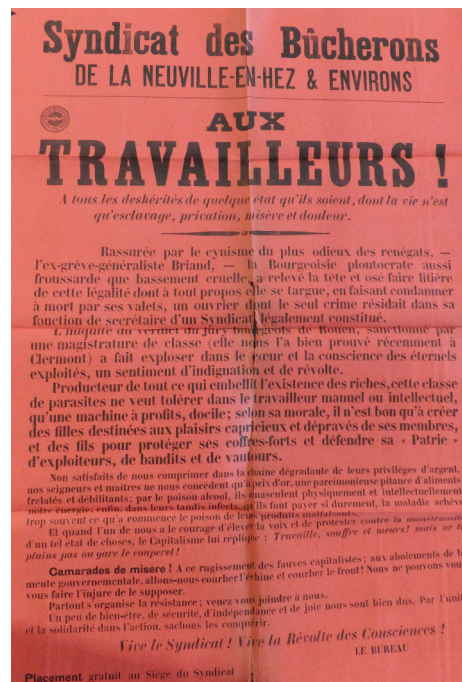 Syndicat des Bûcherons
DE LA NEUVILLE-EN-HEZ & ENVIRONS
AUX
TRAVAILLEURS !
A tous les deshérités de quelque état qu'ils soient, dont la vie n'est
qu'esclavage, privation, misère et douleur.
Rassurée par le cynisme du plus odieux des renégats, —
l'ex-grève-généraliste Briand, — la Bourgeoisie ploutocrate aussi
froussarde que bassement cruelle, a relevé la tête et osé faire litière
de cette légalité dont à tout propos elle se targue, en faisant condamner
à mort par ses valets, un ouvrier dont le seul crime résidait dans sa
fonction de secrétaire d'un Syndicat légalement constitué.
L'iniquité du verdict du jury bourgeois de Rouen, sanctionné par
une magistrature de classe (elle nous l'a bien prouvé récemment à
Clermont) a fait exploser dans le cœur et la conscience des éternels
exploités, un sentiment d'indignation et de révolte.
Producteur de tout ce qui embellit l'existence des riches, cette classe
de parasites ne veut tolérer dans le travailleur manuel ou intellectuel,
qu'une machine à profits, docile; selon sa morale, il n'est bon qu'à créer
des filles destinées aux plaisirs capricieux et dépravés de ses membres,
et des fils pour protéger ses coffres-forts et défendre sa « Patrie »
d'exploiteurs, de bandits et de vautours.
Non satisfaits de nous comprimer dans la chaine dégradante de leurs privilèges d'argent,
nos seigneurs et maitres ne nous concèdent qu'à prix d'or, une parcimonieuse pitance d'aliments
frelatés et débilitants; par le poison alcool, ils émasculent physiquement et intellectuellement
notre énergie; enfin, dans leurs taudis infects, qu'ils font payer si durement, la maladie achève
trop souvent ce qu'a commencé le poison de leurs produits malfaisants.
Et quand l'un de nous a le courage d'élever la voix et de protester contre la monstruosité
d'un tel état de choses, le Capitalisme lui réplique : Travaille, souffre et meurs! mais ne te
plains pas ou gare le couperet!
Camarades de misère ! A ce rugissement des fauves capitalistes; aux aboiements de la
meute gouvernementale, allons-nous courber l'échine et courber le front! Nous ne pouvons vous
vous faire l'injure de le supposer.
Partout s'organise la résistance; venez vous joindre à nous.
Un peu de bien-être, de sécurité, d'indépendance et de joie nous sont bien dus. Par l'unité
et la solidarité dans l'action, sachons les conquérir.
Vive le Syndicat ! Vive la Révolte des Consciences !
LE BUREAU
Placement gratuit au Siège du Syndicat